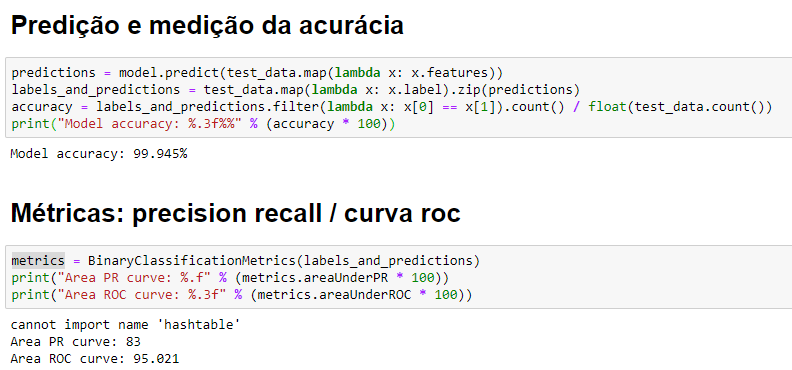 Predição e medição da acurácia
predictions = model.predict(test_data.map(lambda x: x.features))
labels_and_predictions = test_data.map(lambda x: x.label).zip(predictions)
accuracy = labels_and_predictions.filter(lambda x: x[0] == x[1]).count() / float(test_data.count())
print("Model accuracy: %.3f%%" % (accuracy * 100))
Model accuracy: 99.945%
Métricas: precision recall / curva roc
metrics = BinaryClassificationMetrics(labels_and_predictions)
print("Area PR curve: %.f" % (metrics.areaUnderPR * 100))
print("Area ROC curve: %.3f" % (metrics.areaUnderROC * 100))
cannot import name 'hashtable'
Area PR curve: 83
Area ROC curve: 95.021